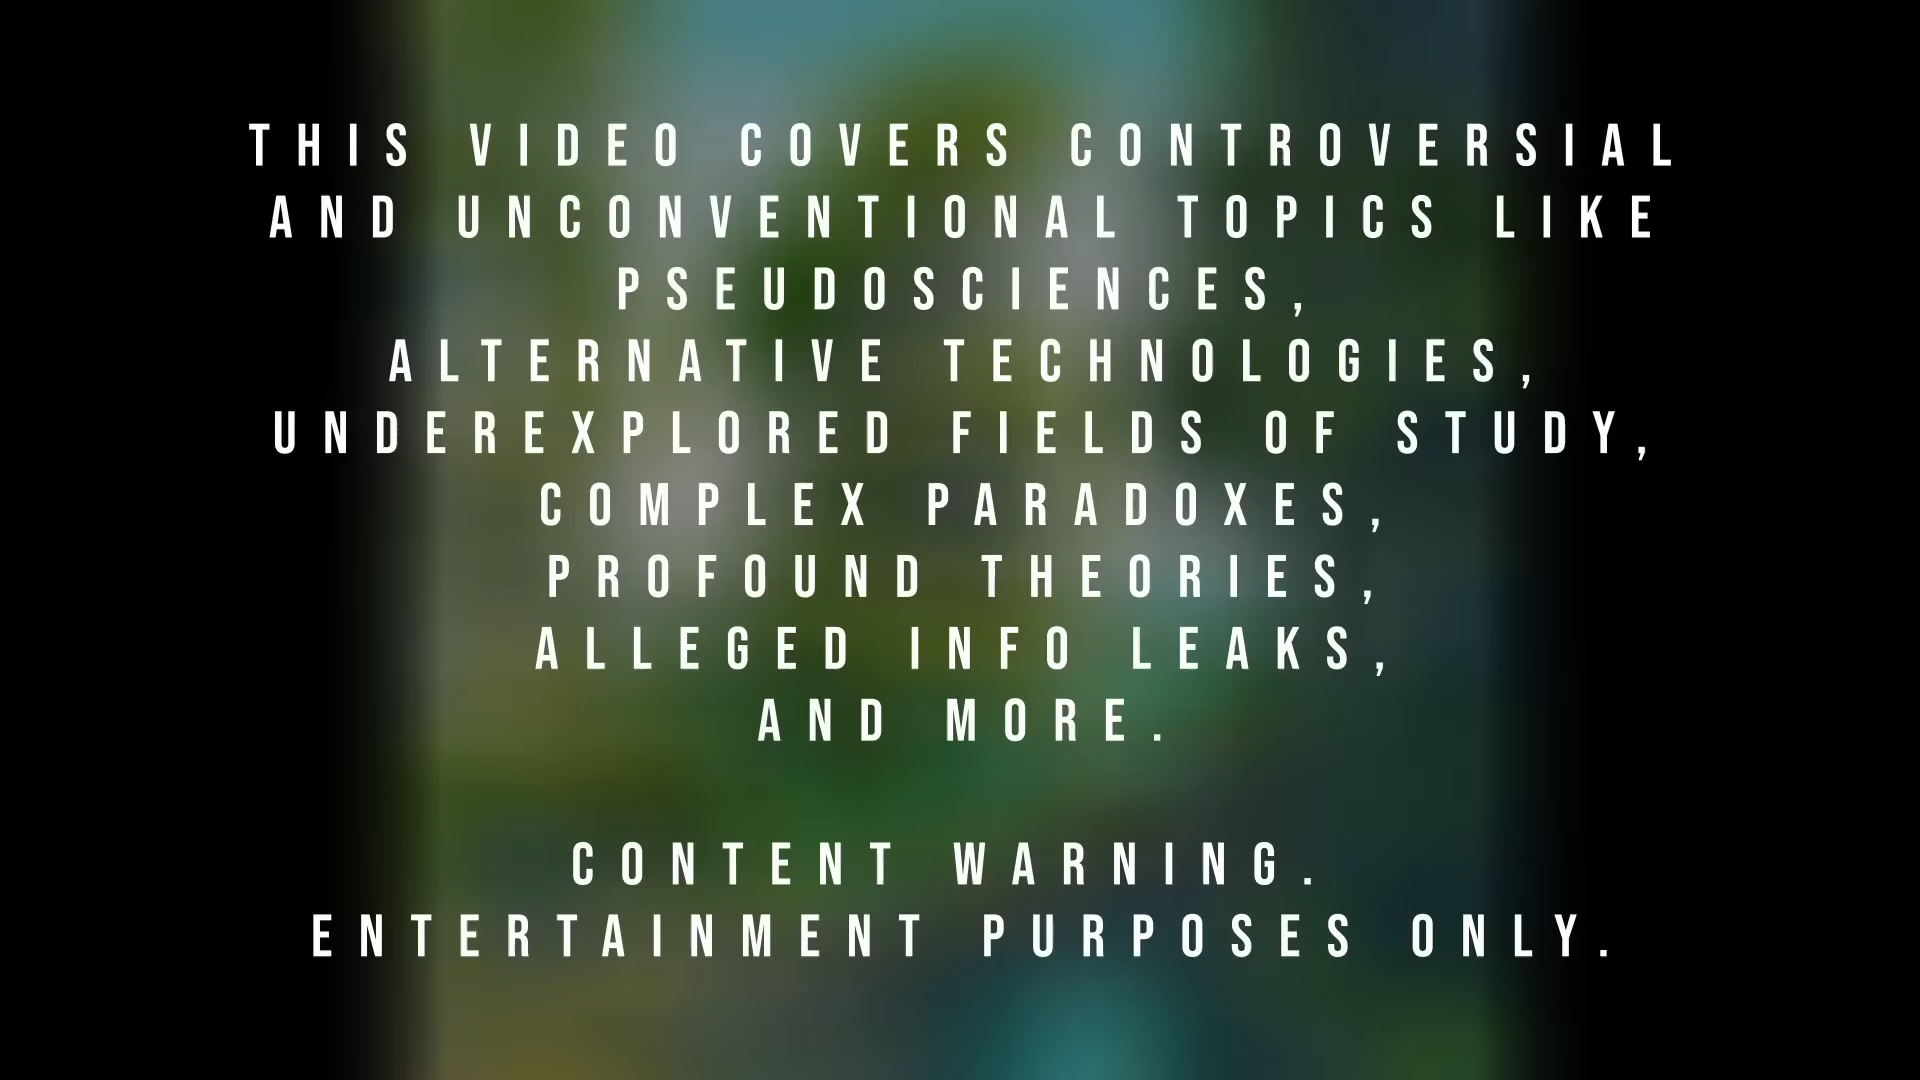 THIS VIDEO COVERS CONTROVERSIAL
AND UNCONVENTIONAL TOPICS LIKE
PSEUDOSCIENCES,
ALTERNATIVE TECHNOLOGIES,
UNDEREXPLORED FIELDS OF STUDY,
COMPLEX PARADOXES,
PROFOUND THEORIES,
ALLEGED INFO LEAKS,
AND MORE.
CONTENT WARNING.
ENTERTAINMENT PURPOSES ONLY.